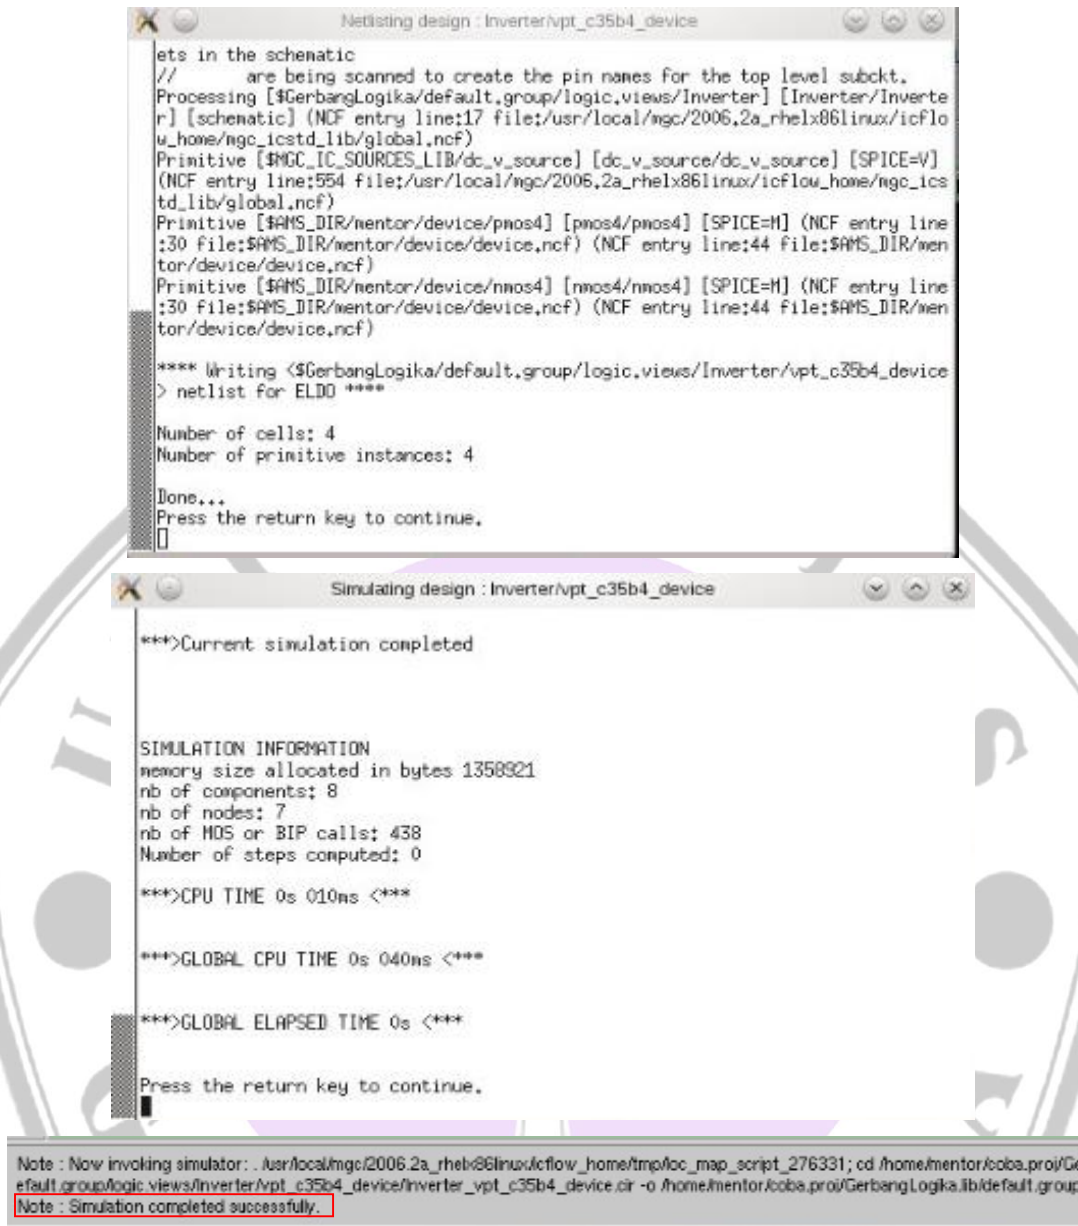 Netlisting design : Inverter/vpt_c35b4_device
ets in the schematic
//       are being scanned to create the pin names for the top level subckt.
Processing [$GerbangLogika/default.group/logic.views/Inverter] [Inverter/Inverte
r] [schematic] (NCF entry line:17 file:/usr/local/mgc/2006.2a_rhelx86linux/icflo
w_home/mgc_icstd_lib/global.ncf)
Primitive [$MGC_IC_SOURCES_LIB/dc_v_source] [dc_v_source/dc_v_source] [SPICE=V]
(NCF entry line:554 file:/usr/local/mgc/2006.2a_rhelx86linux/icflow_home/mgc_ics
td_lib/global.ncf)
Primitive [$AMS_DIR/mentor/device/pmos4] [pmos4/pmos4] [SPICE=M] (NCF entry line
:30 file:$AMS_DIR/mentor/device/device.ncf) (NCF entry line:44 file:$AMS_DIR/men
tor/device/device.ncf)
Primitive [$AMS_DIR/mentor/device/nmos4] [nmos4/nmos4] [SPICE=M] (NCF entry line
:30 file:$AMS_DIR/mentor/device/device.ncf) (NCF entry line:44 file:$AMS_DIR/men
tor/device/device.ncf)
**** Writing <$GerbangLogika/default.group/logic.views/Inverter/vpt_c35b4_device
> netlist for ELDO ****
Number of cells: 4
Number of primitive instances: 4
Done...
Press the return key to continue.
Simulating design : Inverter/vpt_c35b4_device
***>Current simulation completed
SIMULATION INFORMATION
memory size allocated in bytes 1358921
nb of components: 8
nb of nodes: 7
nb of MOS or BIP calls: 438
Number of steps computed: 0
***>CPU TIME 0s 010ms <***
***>GLOBAL CPU TIME 0s 040ms <***
***>GLOBAL ELAPSED TIME 0s <***
Press the return key to continue.
Note : Now invoking simulator: . /usr/local/mgc/2006.2a_rhelx86linux/icflow_home/tmp/loc_map_script_276331; cd /home/mentor/coba.proj/Ge
efault.group/logic.views/Inverter/vpt_c35b4_device/Inverter_vpt_c35b4_device.cir -o /home/mentor/coba.proj/GerbangLogika.lib/default.group
Note : Simulation completed successfully.